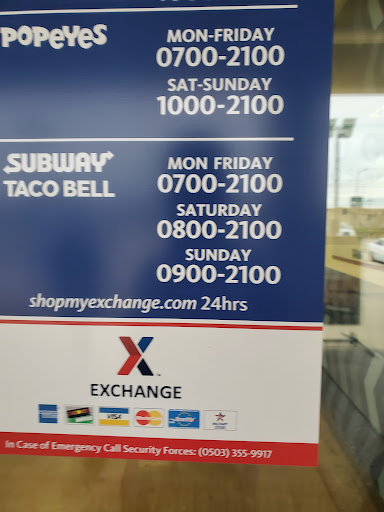 POPEYES
MON-FRIDAY
0700-2100
SAT-SUNDAY
1000-2100
SUBWAY
TACO BELL
MON FRIDAY
0700-2100
SATURDAY
0800-2100
SUNDAY
0900-2100
shopmyexchange.com 24hrs
X
EXCHANGE
VISA
In Case of Emergency Call Security Forces: (0503) 355-9917